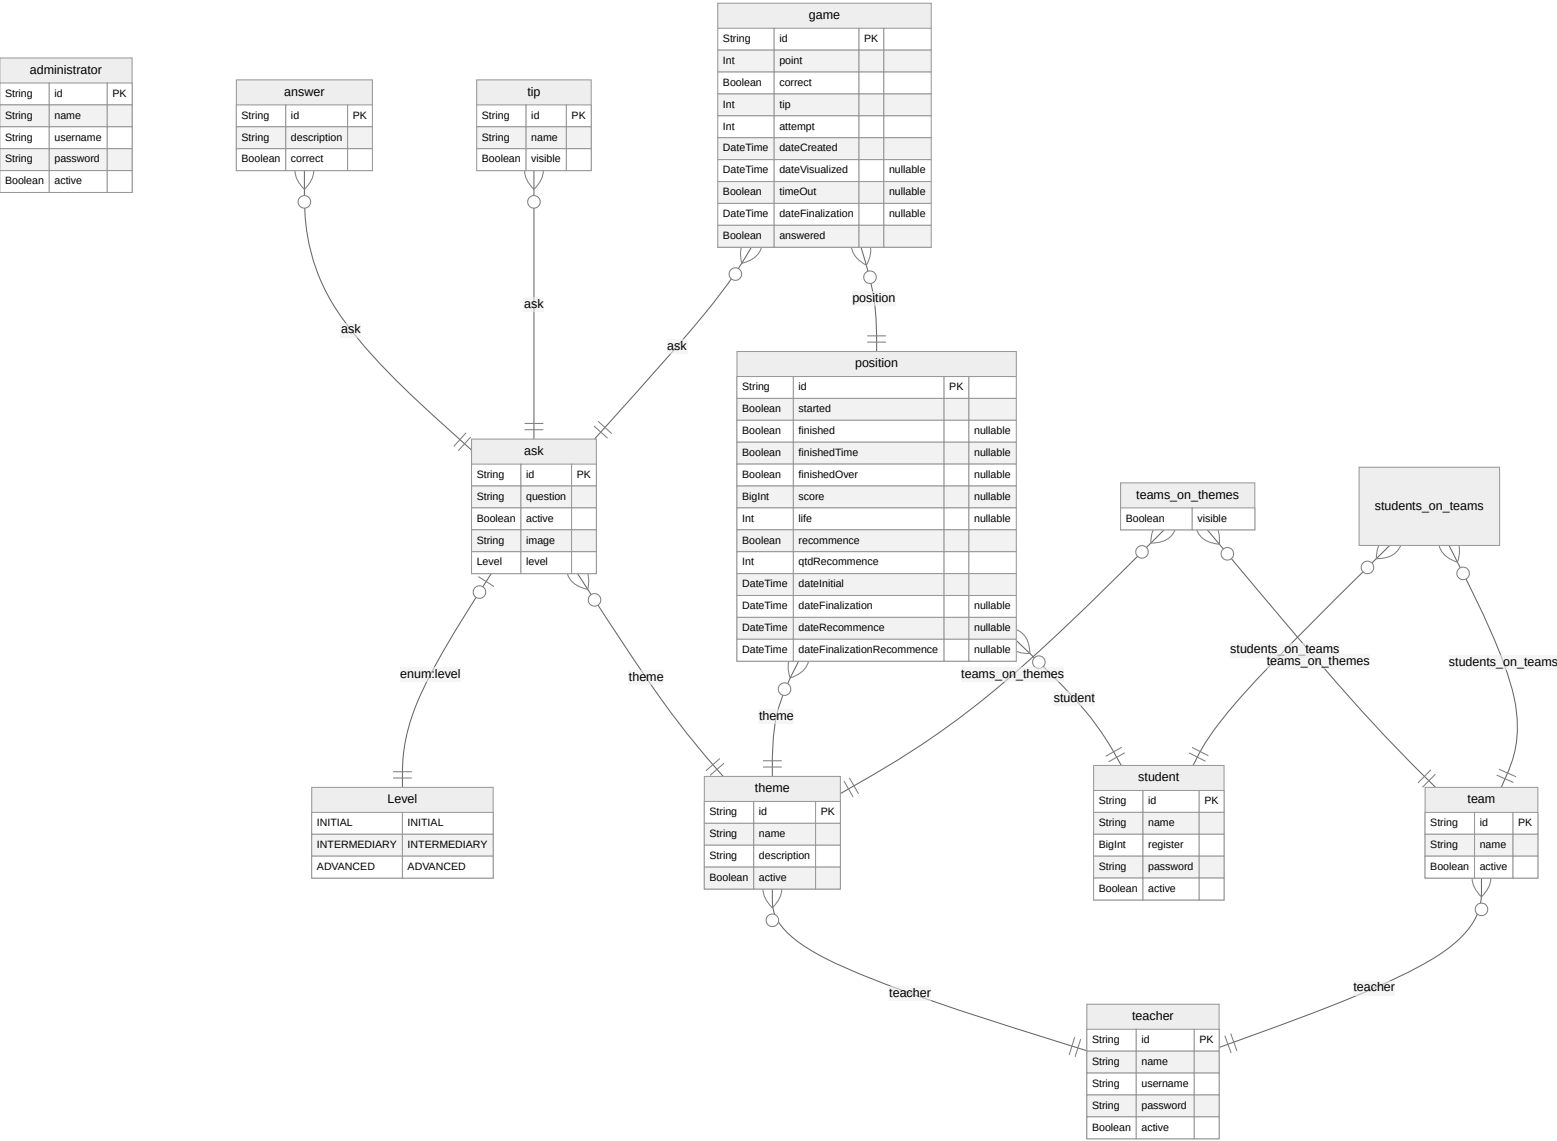 game
String id PK
Int point
Boolean correct
Int tip
Int attempt
DateTime dateCreated
DateTime dateVisualized nullable
Boolean timeOut nullable
DateTime dateFinalization nullable
Boolean answered
administrator
String id PK
String name
String username
String password
Boolean active
answer
String id PK
String description
Boolean correct
tip
String id PK
String name
Boolean visible
ask
ask
ask
position
position
String id PK
Boolean started
Boolean finished nullable
Boolean finishedTime nullable
Boolean finishedOver nullable
BigInt score nullable
Int life nullable
Boolean recommence
Int qtdRecommence
DateTime dateInitial
DateTime dateFinalization nullable
DateTime dateRecommence nullable
DateTime dateFinalizationRecommence nullable
ask
String id PK
String question
Boolean active
String image
Level level
teams_on_themes
Boolean visible
students_on_teams
enum:level
theme
theme
teams_on_themes
student
students_on_teams
teams_on_themes
students_on_teams
Level
INITIAL INITIAL
INTERMEDIARY INTERMEDIARY
ADVANCED ADVANCED
theme
String id PK
String name
String description
Boolean active
student
String id PK
String name
BigInt register
String password
Boolean active
team
String id PK
String name
Boolean active
teacher
teacher
teacher
String id PK
String name
String username
String password
Boolean active